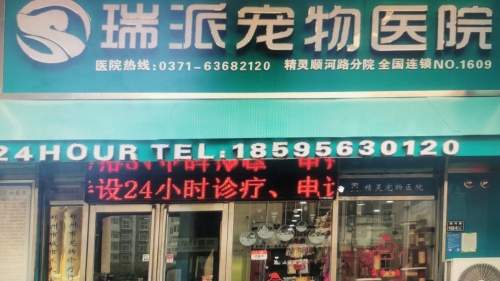 瑞派宠物医院
医院热线:0371-63682120 精灵顺河路分院 全国连锁NO.1609
24HOUR TEL:18595630120
设24小时诊疗、电
精灵宠物医院